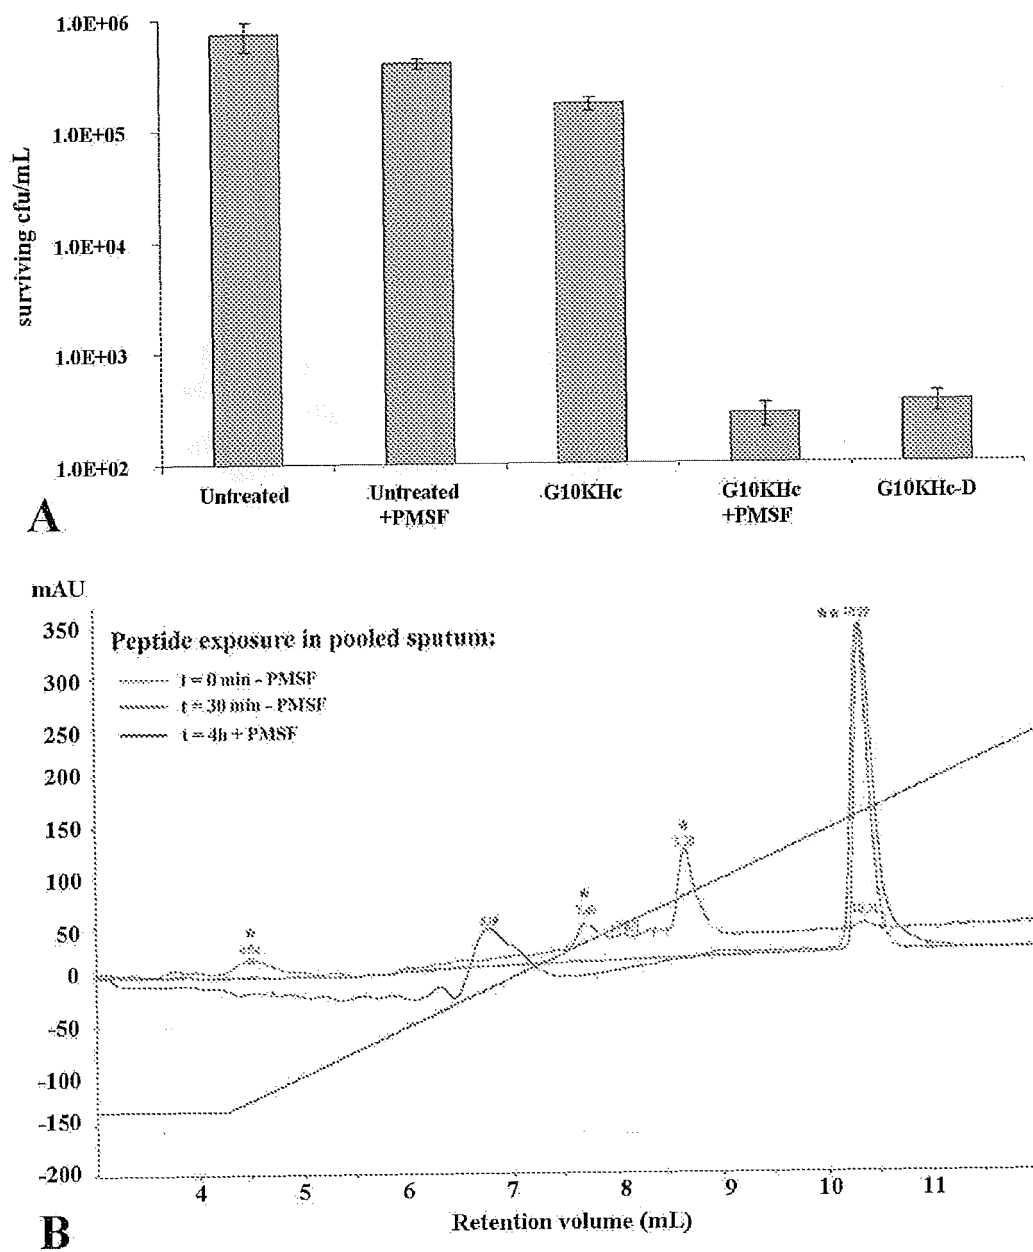 1.0E+06
1.0E+05
1.0E+04
1.0E+03
1.0E+02
surviving cfu/mL
Untreated
Untreated
+PMSF
G10KHc
G10KHc
+PMSF
G10KHc-D
A
mAU
350
300
250
200
150
100
50
0
-50
-100
-150
-200
Peptide exposure in pooled sputum:
t = 0 min - PMSF
t = 30 min - PMSF
t = 4h + PMSF
4
5
6
7
8
9
10
11
Retention volume (mL)
B